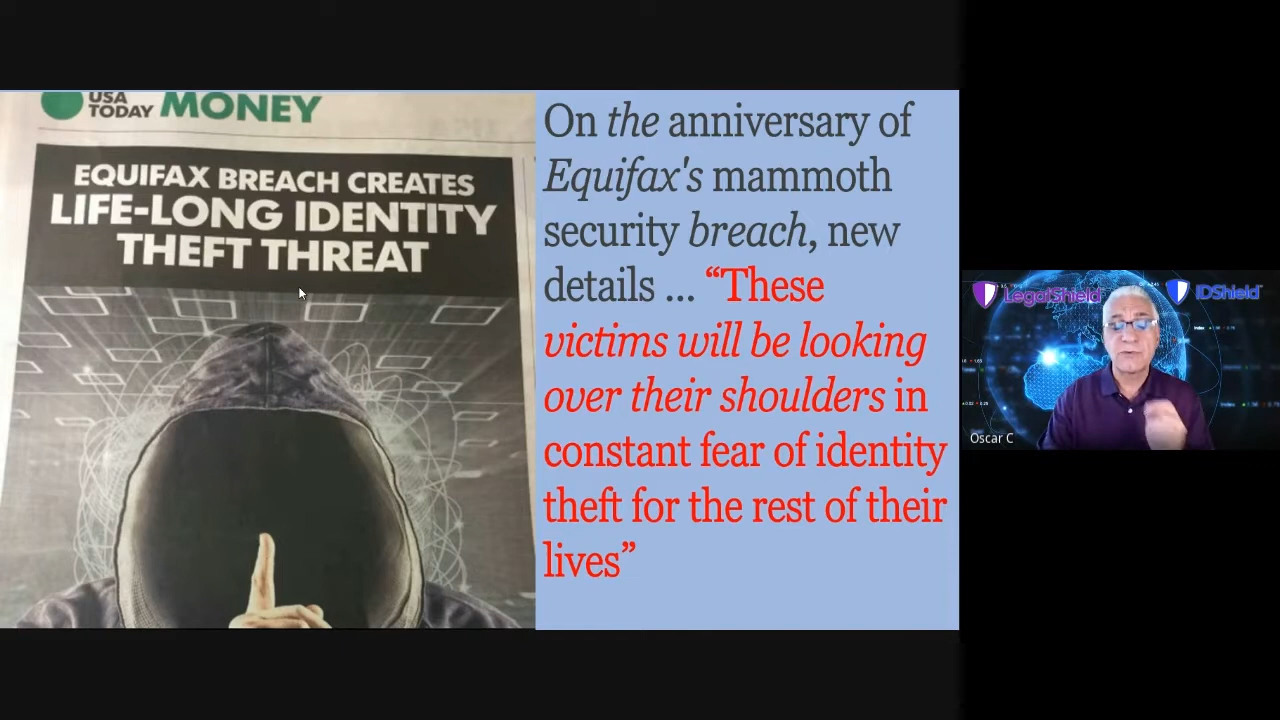 USA
TODAY MONEY
EQUIFAX BREACH CREATES
LIFE-LONG IDENTITY
THEFT THREAT
On the anniversary of
Equifax's mammoth
security breach, new
details ... “These
victims will be looking
over their shoulders in
constant fear of identity
theft for the rest of their
lives”
LegalShield
IDShield
Oscar C